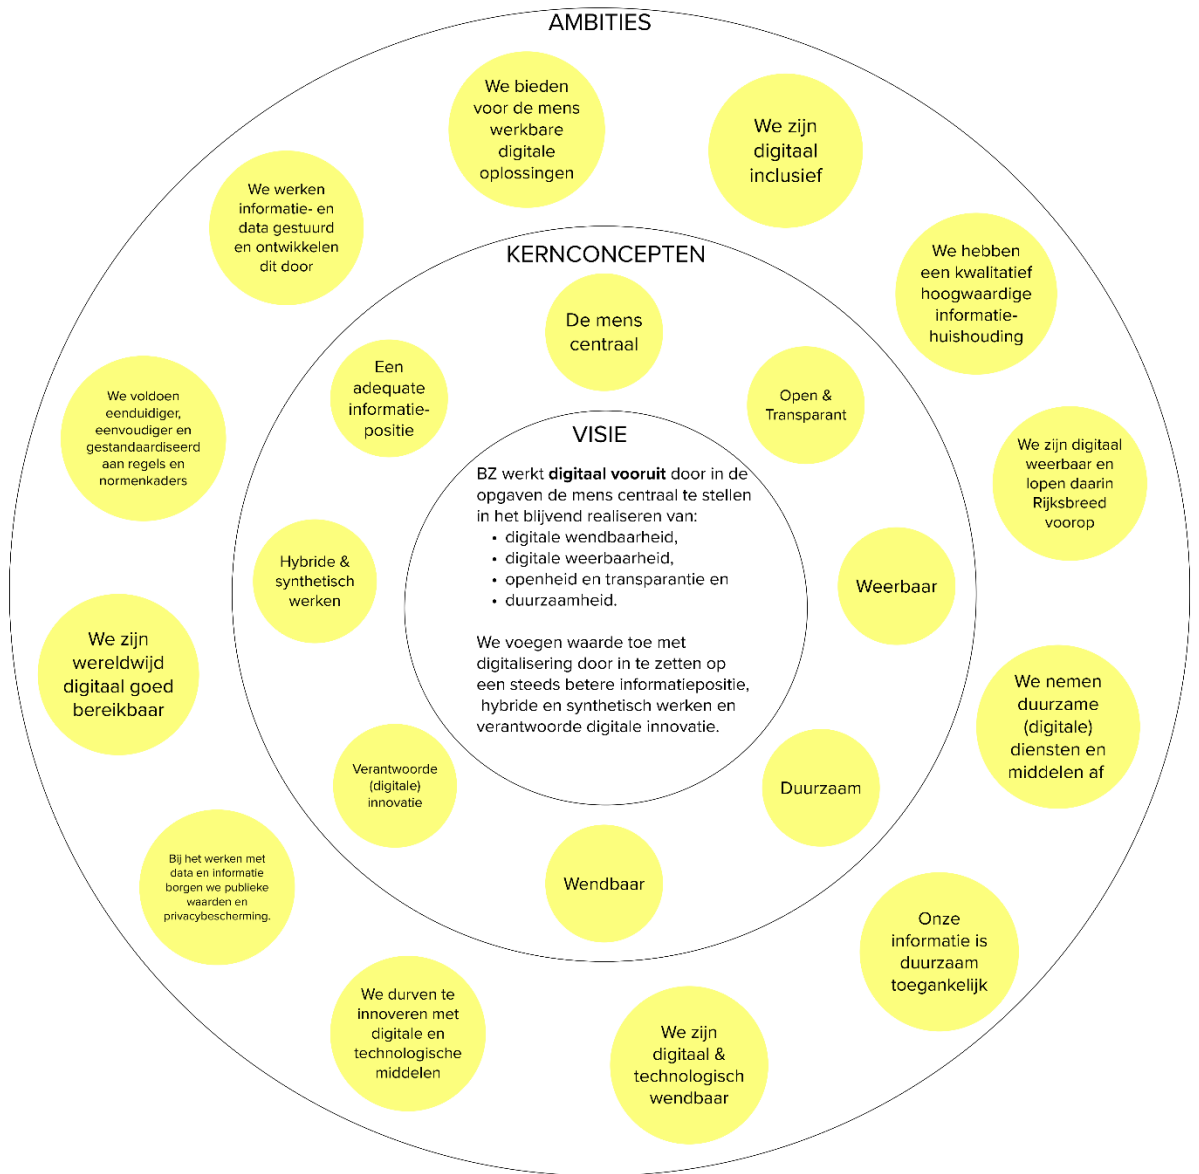 AMBITIES
We bieden
voor de mens
werkbare
digitale
oplossingen
We zijn
digitaal
inclusief
We hebben
een kwalitatief
hoogwaardige
informatie-
huishouding
We zijn digitaal
weerbaar en
lopen daarin
Rijksbreed
voorop
We nemen
duurzame
(digitale)
diensten en
middelen af
Onze
informatie is
duurzaam
toegankelijk
We zijn
digitaal &
technologisch
wendbaar
We durven te
innoveren met
digitale en
technologische
middelen
Bij het werken met
data en informatie
borgen we publieke
waarden en
privacybescherming.
We zijn
wereldwijd
digitaal goed
bereikbaar
We voldoen
eenduidiger,
eenvoudiger en
gestandaardiseerd
aan regels en
normenkaders
We werken
informatie- en
data gestuurd
en ontwikkelen
dit door
KERNCONCEPTEN
De mens
centraal
Open &
Transparant
Weerbaar
Duurzaam
Wendbaar
Verantwoorde
(digitale)
innovatie
Hybride &
synthetisch
werken
Een
adequate
informatie-
positie
VISIE
BZ werkt digitaal vooruit door in de
opgaven de mens centraal te stellen
in het blijvend realiseren van:
• digitale wendbaarheid,
• digitale weerbaarheid,
• openheid en transparantie en
• duurzaamheid.
We voegen waarde toe met
digitalisering door in te zetten op
een steeds betere informatiepositie,
hybride en synthetisch werken en
verantwoorde digitale innovatie.